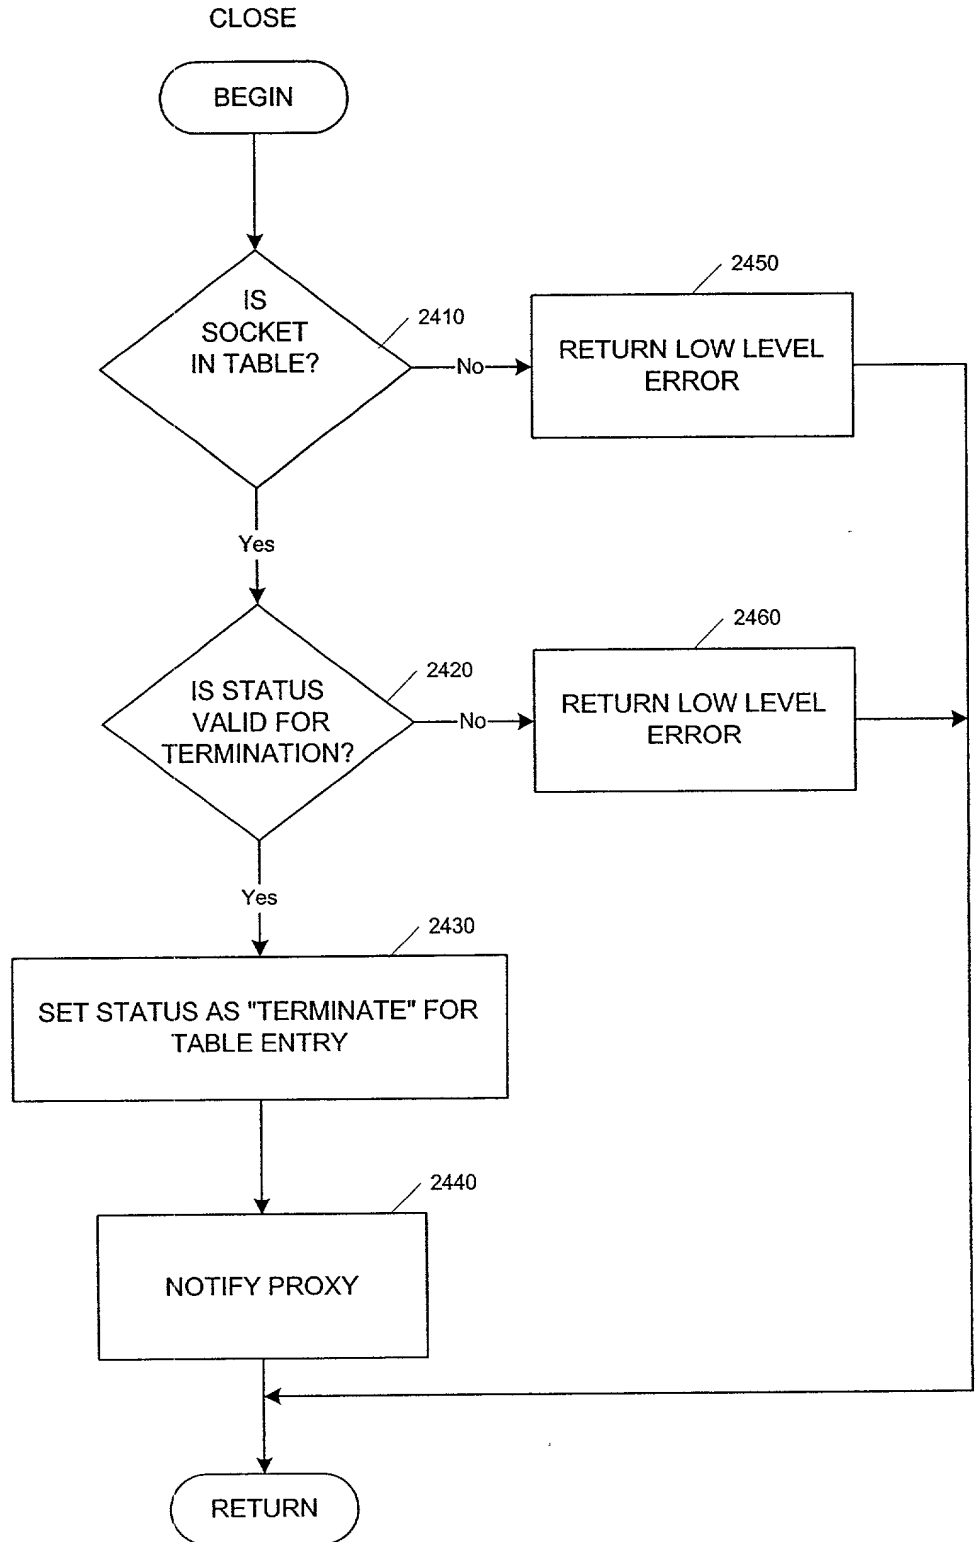 CLOSE
BEGIN
IS
SOCKET
IN TABLE?
2410
No
2450
RETURN LOW LEVEL
ERROR
Yes
IS STATUS
VALID FOR
TERMINATION?
2420
No
2460
RETURN LOW LEVEL
ERROR
Yes
2430
SET STATUS AS "TERMINATE" FOR
TABLE ENTRY
2440
NOTIFY PROXY
RETURN